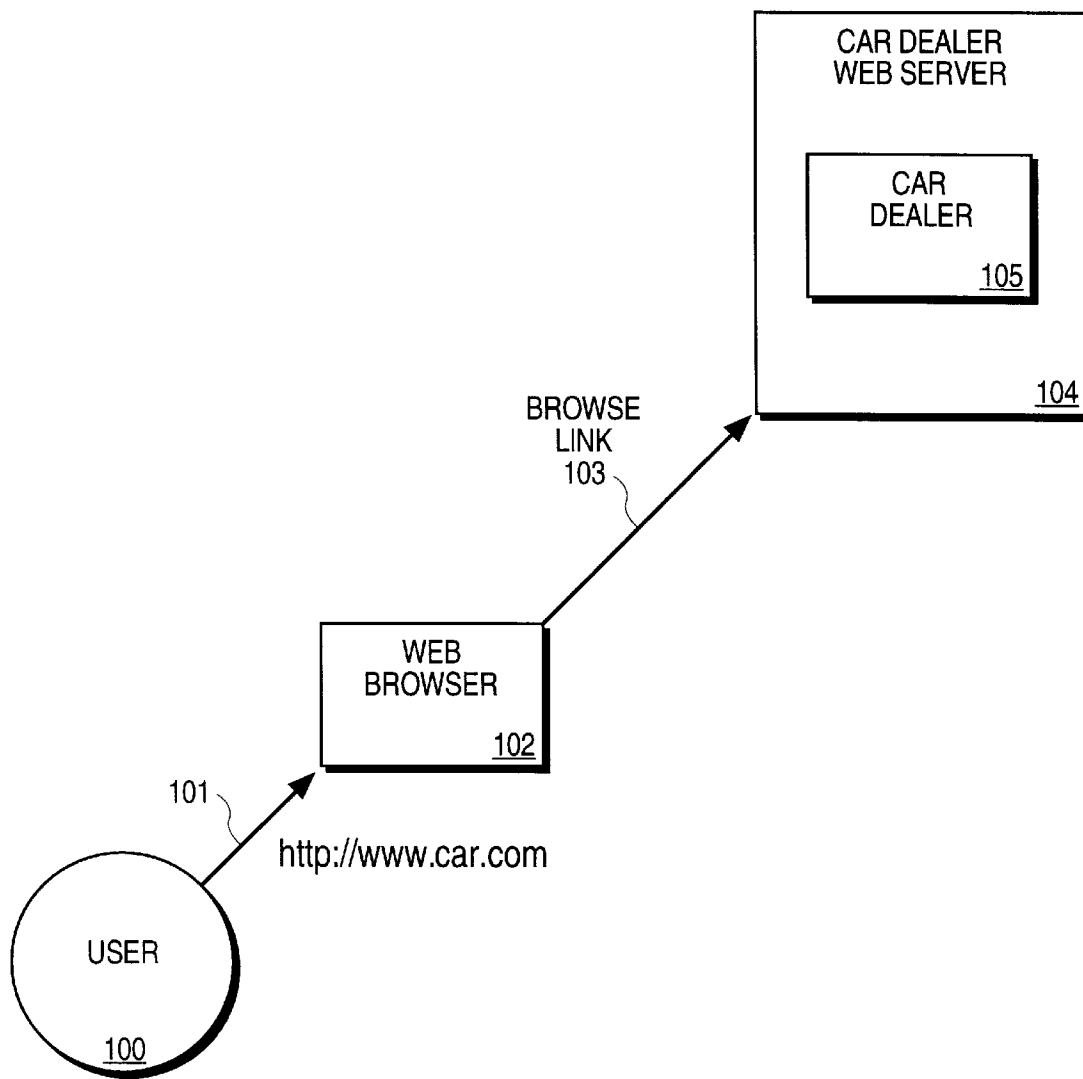 CAR DEALER
WEB SERVER
CAR
DEALER
105
104
BROWSE
LINK
103
WEB
BROWSER
102
101
http://www.car.com
USER
100